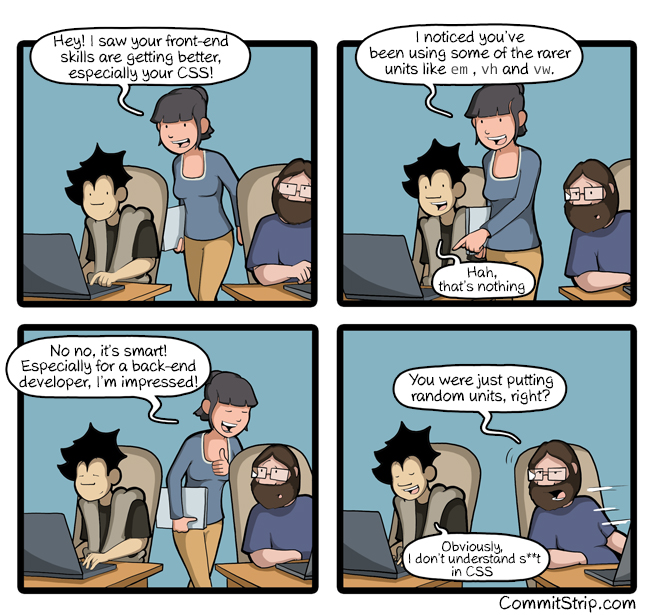 Hey! I saw your front-end
skills are getting better,
especially your CSS!
I noticed you've
been using some of the rarer
units like em , vh and vw.
Hah,
that's nothing
No no, it's smart!
Especially for a back-end
developer, I'm impressed!
You were just putting
random units, right?
Obviously,
I don't understand s**t
in CSS
CommitStrip.com